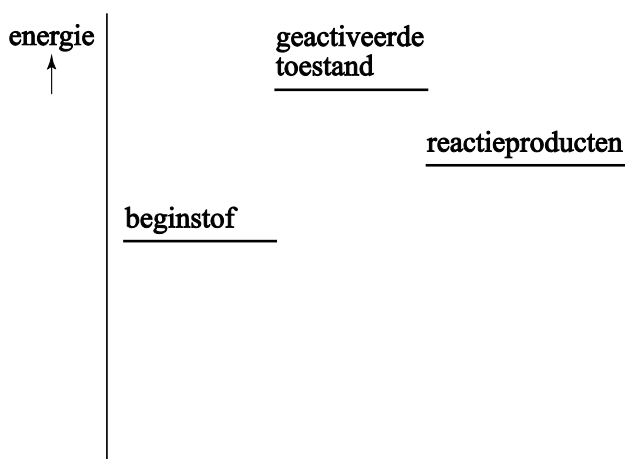 energie
geactiveerde
toestand
reactieproducten
beginstof